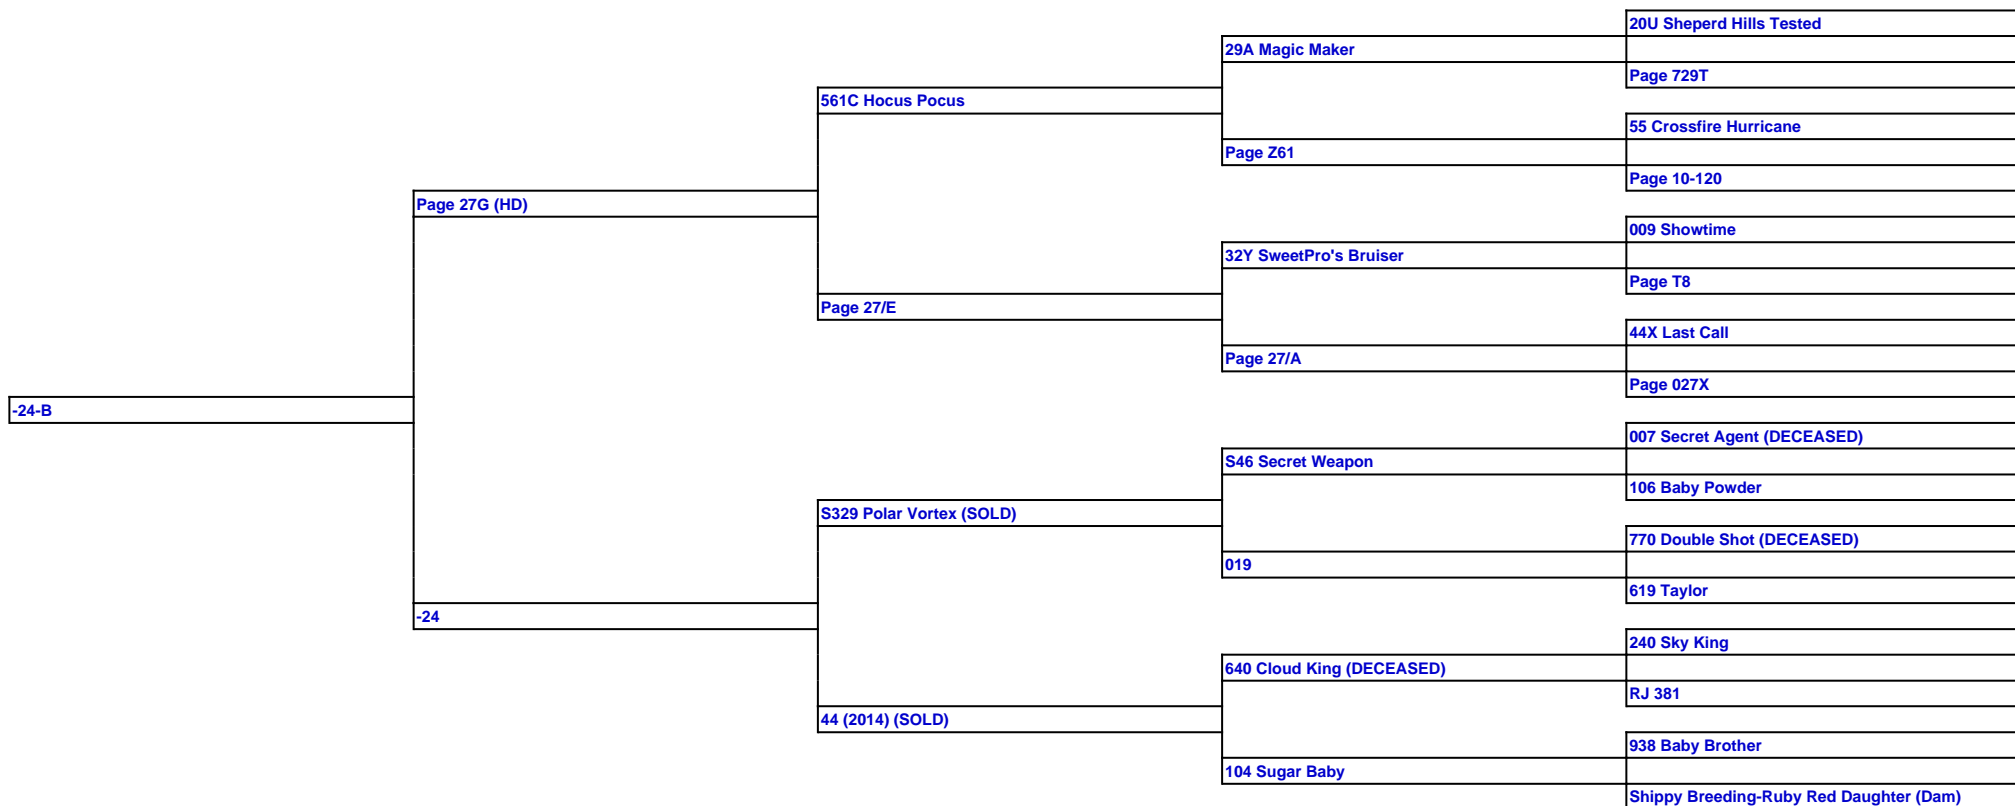 20U Sheperd Hills Tested
29A Magic Maker
Page 729T
561C Hocus Pocus
55 Crossfire Hurricane
Page Z61
Page 10-120
Page 27G (HD)
009 Showtime
32Y SweetPro's Bruiser
Page T8
Page 27/E
44X Last Call
Page 27/A
Page 027X
-24-B
007 Secret Agent (DECEASED)
S46 Secret Weapon
106 Baby Powder
S329 Polar Vortex (SOLD)
770 Double Shot (DECEASED)
019
619 Taylor
-24
240 Sky King
640 Cloud King (DECEASED)
RJ 381
44 (2014) (SOLD)
938 Baby Brother
104 Sugar Baby
Shippy Breeding-Ruby Red Daughter (Dam)